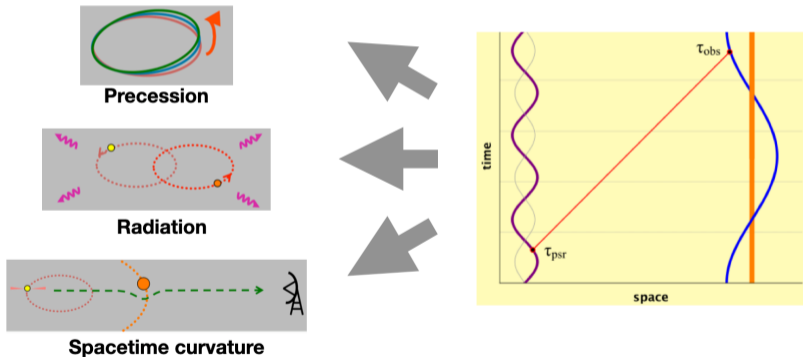 Precession
Radiation
Spacetime curvature
τobs
time
τpsr
space